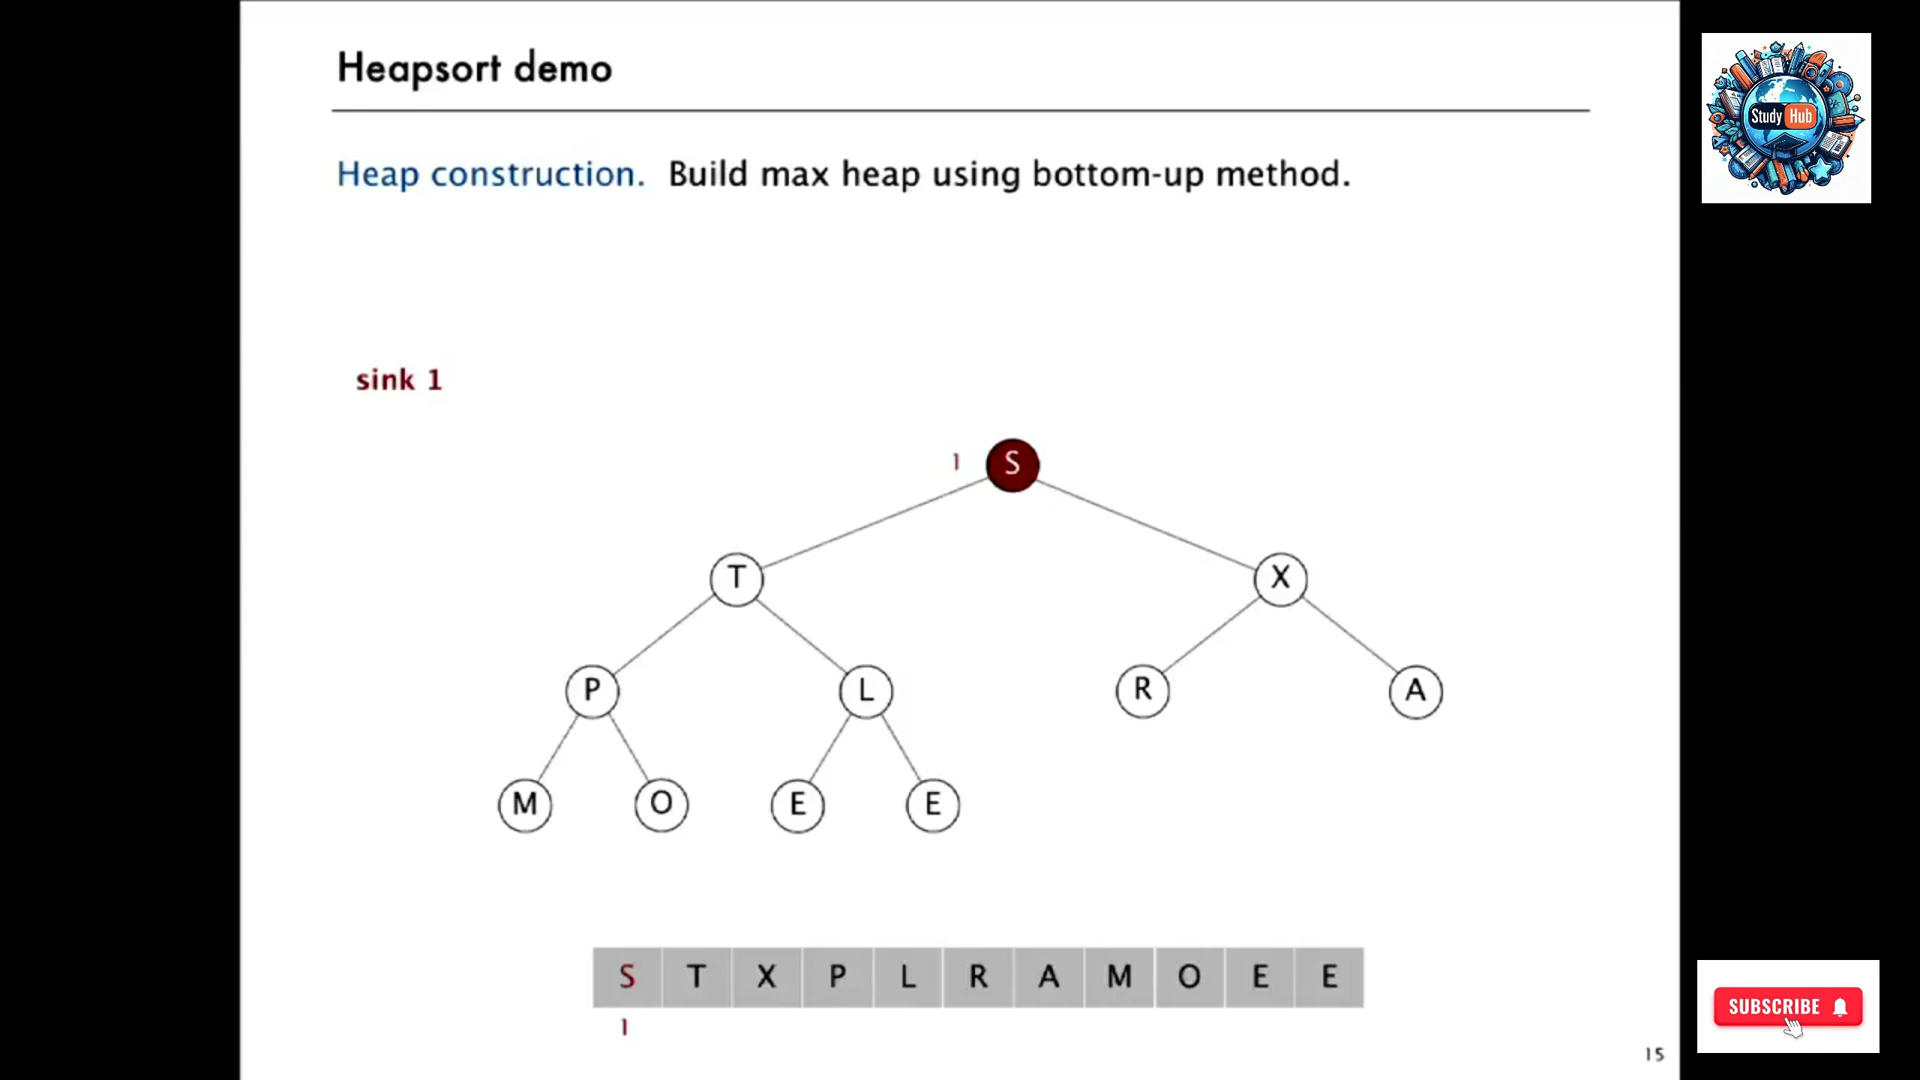 Heapsort demo
Heap construction. Build max heap using bottom-up method.
Study Hub
sink 1
1 S
T X
P L R A
M O E E
S T X P L R A M O E E
1
SUBSCRIBE
15